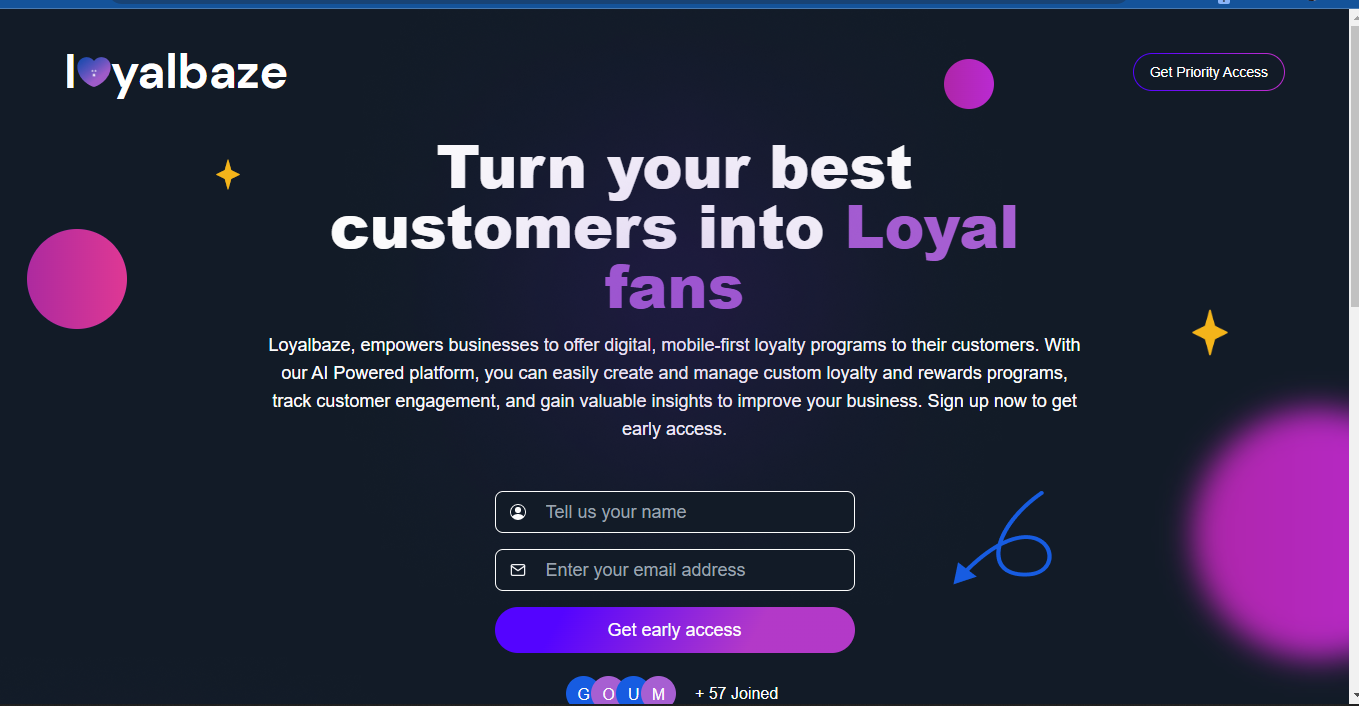 loyalbaze
Get Priority Access
Turn your best
customers into Loyal
fans
Loyalbaze, empowers businesses to offer digital, mobile-first loyalty programs to their customers. With
our AI Powered platform, you can easily create and manage custom loyalty and rewards programs,
track customer engagement, and gain valuable insights to improve your business. Sign up now to get
early access.
Tell us your name
Enter your email address
Get early access
G O U M + 57 Joined